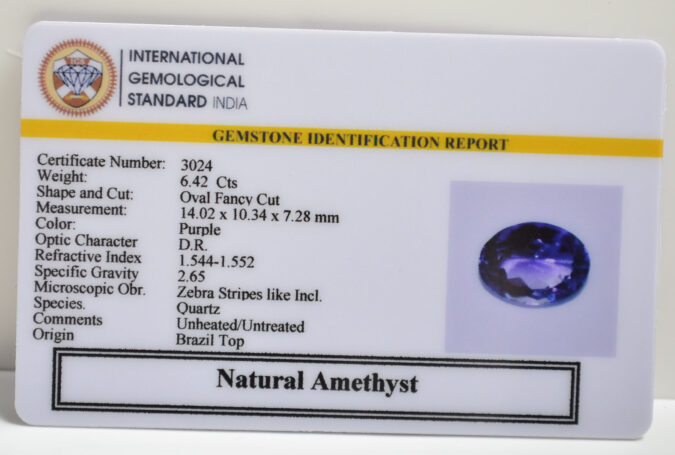 IGS
INTERNATIONAL
GEMOLOGICAL
STANDARD INDIA
GEMSTONE IDENTIFICATION REPORT
Certificate Number: 3024
Weight: 6.42 Cts
Shape and Cut: Oval Fancy Cut
Measurement: 14.02 x 10.34 x 7.28 mm
Color: Purple
Optic Character D.R.
Refractive Index 1.544-1.552
Specific Gravity 2.65
Microscopic Obr. Zebra Stripes like Incl.
Species. Quartz
Comments Unheated/Untreated
Origin Brazil Top
Natural Amethyst